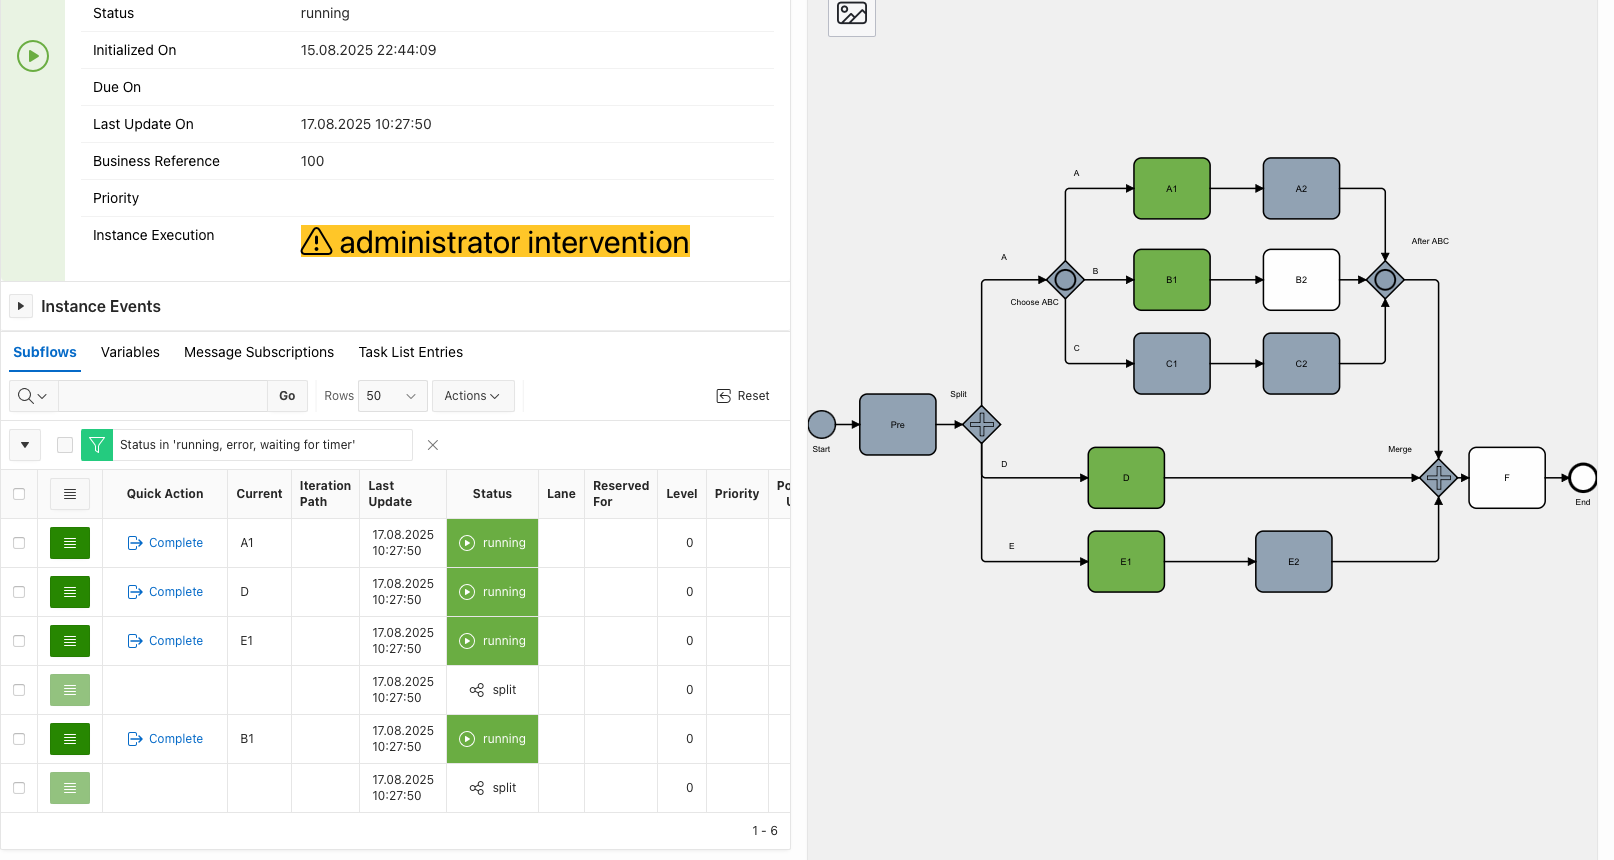 Status running
Initialized On 15.08.2025 22:44:09
Due On
Last Update On 17.08.2025 10:27:50
Business Reference 100
Priority
Instance Execution administrator intervention
Instance Events
Subflows Variables Message Subscriptions Task List Entries
Go Rows 50 Actions Reset
Status in 'running, error, waiting for timer'
Quick Action Current Iteration Path Last Update Status Lane Reserved For Level Priority
Complete A1 17.08.2025 10:27:50 running 0
Complete D 17.08.2025 10:27:50 running 0
Complete E1 17.08.2025 10:27:50 running 0
17.08.2025 10:27:50 split 0
Complete B1 17.08.2025 10:27:50 running 0
17.08.2025 10:27:50 split 0
1 - 6
A A1 A2
After ABC
A B B1 B2
Choose ABC
C C1 C2
Split
Pre
Start
Merge
D D F
End
E E1 E2